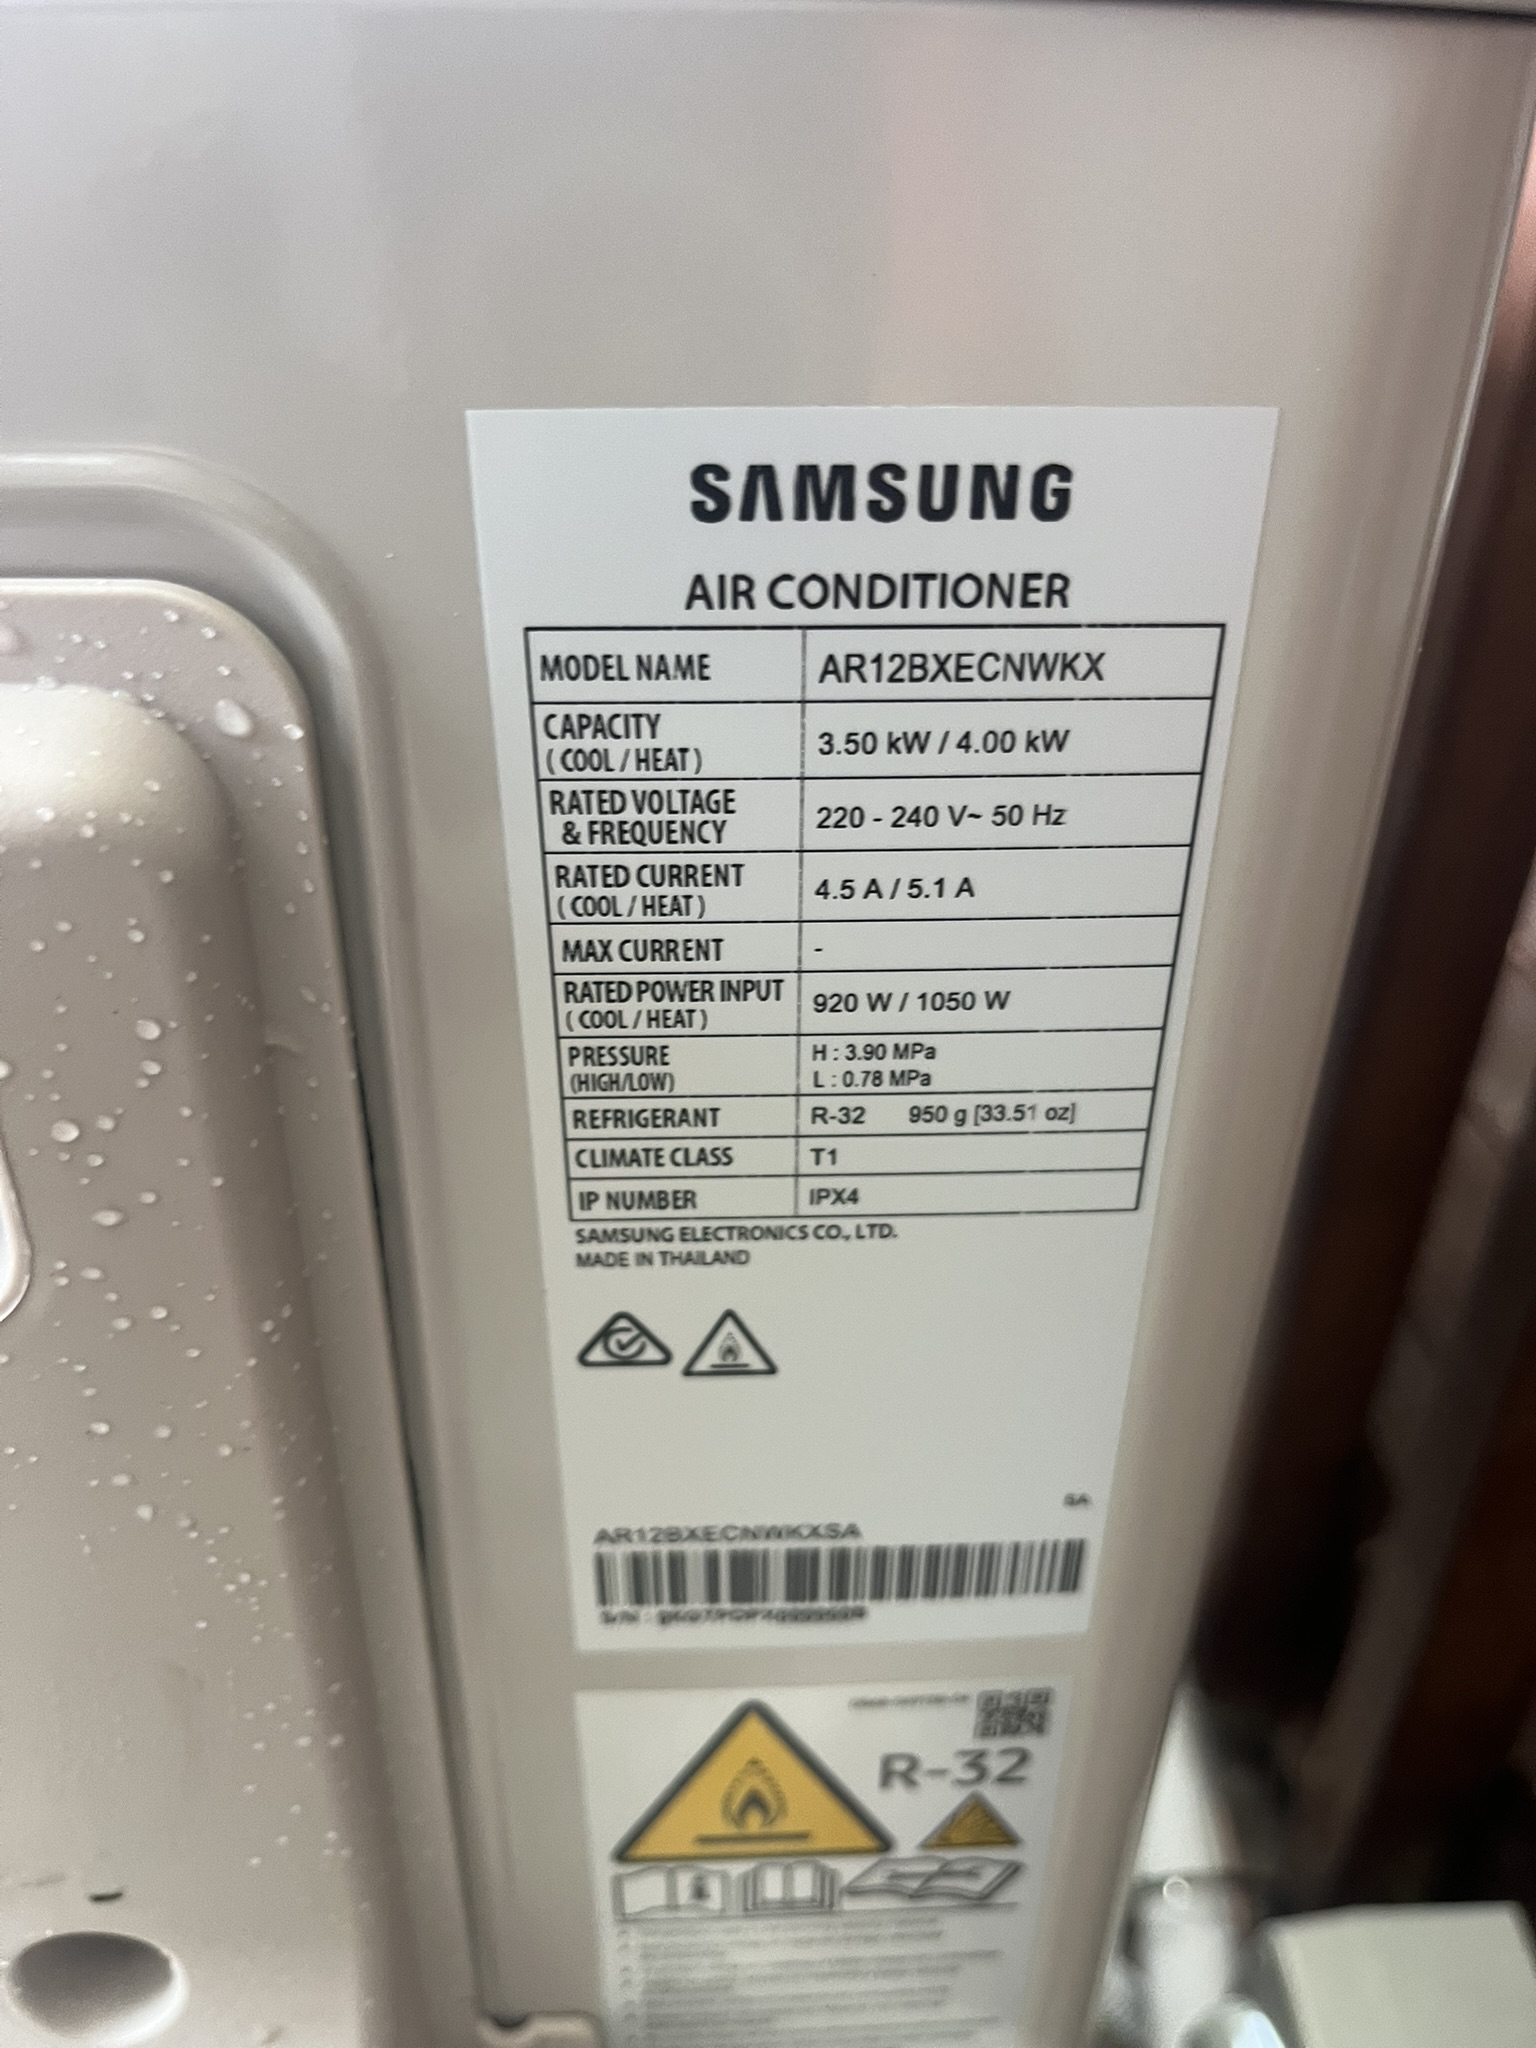 SAMSUNG
AIR CONDITIONER
MODEL NAME AR12BXECNWKX
CAPACITY
( COOL / HEAT ) 3.50 kW / 4.00 kW
RATED VOLTAGE
& FREQUENCY 220 - 240 V~ 50 Hz
RATED CURRENT
( COOL / HEAT ) 4.5 A / 5.1 A
MAX CURRENT -
RATED POWER INPUT
( COOL / HEAT ) 920 W / 1050 W
PRESSURE H : 3.90 MPa
(HIGH/LOW) L : 0.78 MPa
REFRIGERANT R-32 950 g [33.51 oz]
CLIMATE CLASS T1
IP NUMBER IPX4
SAMSUNG ELECTRONICS CO., LTD.
MADE IN THAILAND
SA
AR12BXECNWKXSA
S/N :
R-32